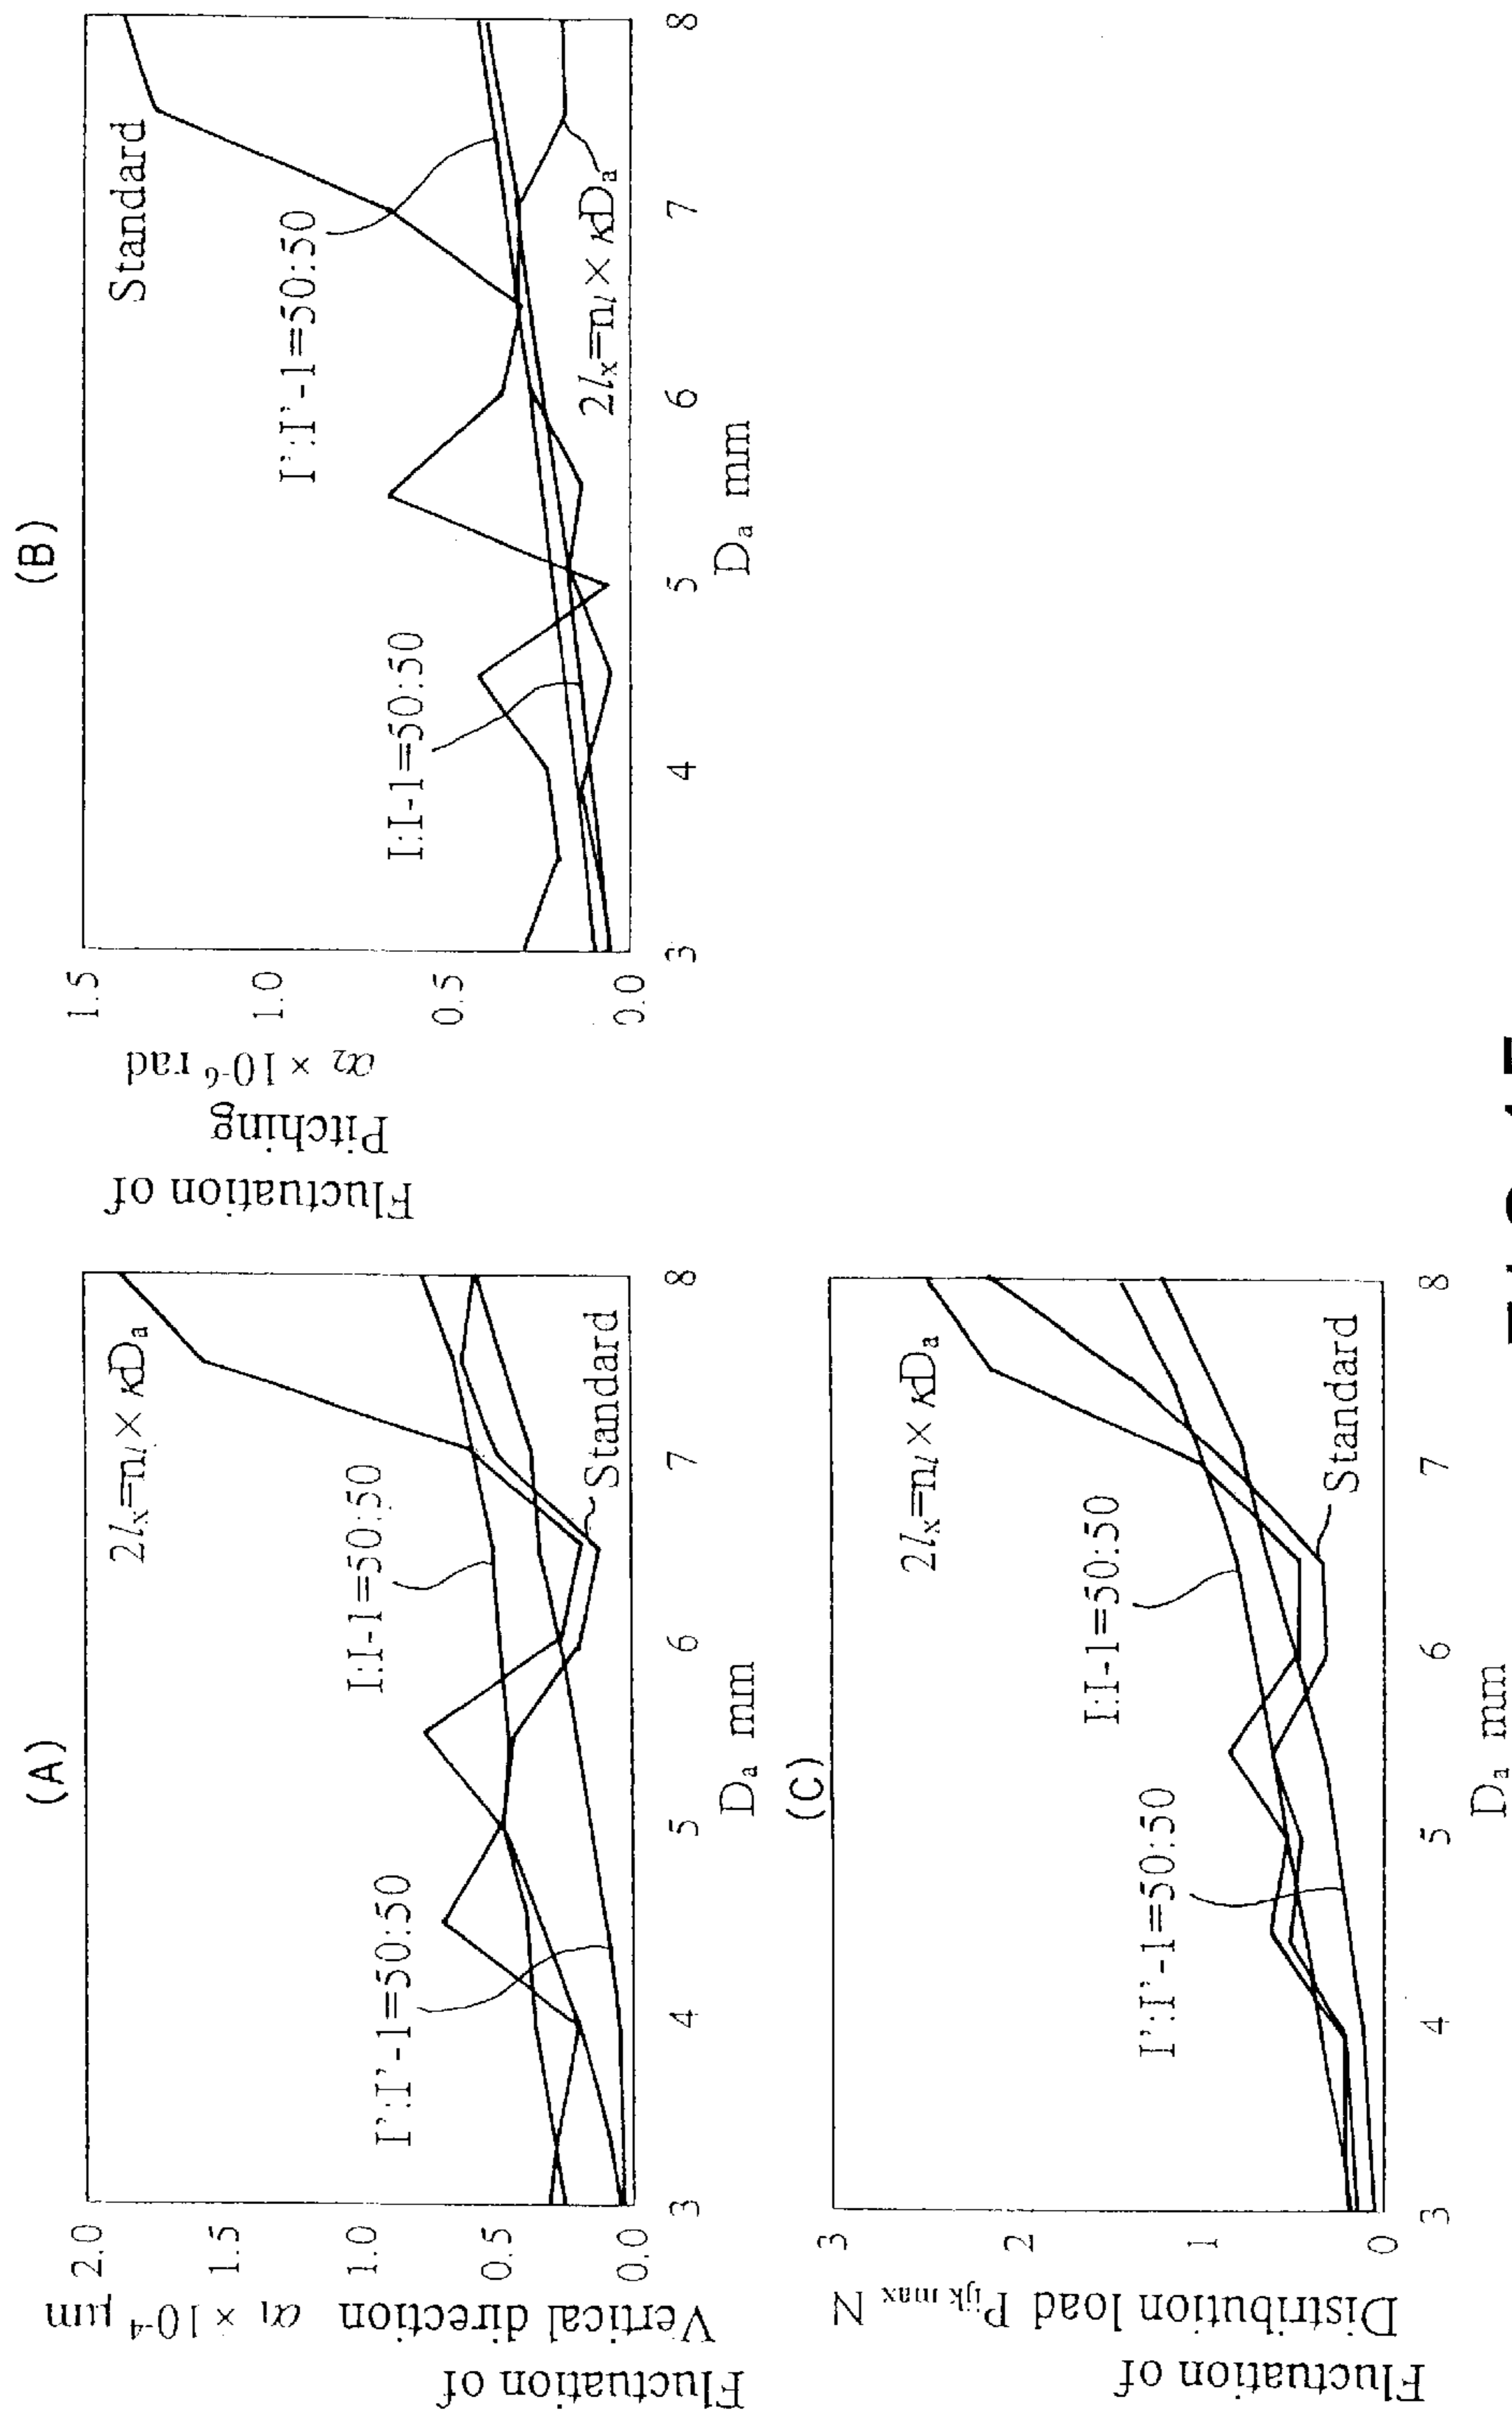 (A)
Fluctuation of
Vertical direction α₁ × 10⁻⁴ μm
2.0
1.5
1.0
0.5
0.0
2lₓ=nₗ×κDₐ
I:I-1=50:50
I':I'-1=50:50
Standard
3 4 5 6 7 8
Dₐ mm
(B)
Fluctuation of
Pitching
α₂ × 10⁻⁶ rad
1.5
1.0
0.5
0.0
Standard
I':I'-1=50:50
I:I-1=50:50
2lₓ=nₗ×κDₐ
3 4 5 6 7 8
Dₐ mm
(C)
Fluctuation of
Distribution load Pᵢⱼₖ ₘₐₓ N
3
2
1
0
2lₓ=nₗ×κDₐ
I:I-1=50:50
I':I'-1=50:50
Standard
3 4 5 6 7 8
Dₐ mm